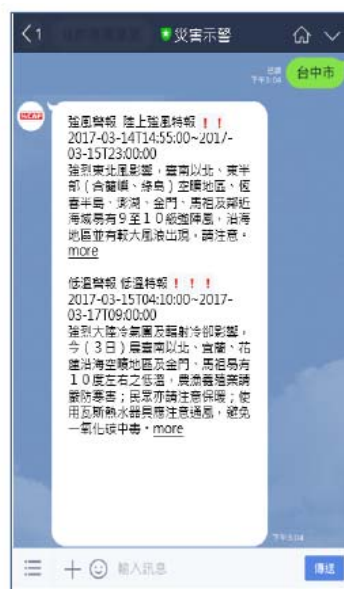 1 災害示警
已讀
下午3:04
台中市
NCDR
強風警報 陸上強風特報！！
2017-03-14T14:55:00~2017-
03-15T23:00:00
強烈東北風影響，臺南以北、東半
部（含蘭嶼、綠島）空曠地區、恆
春半島、澎湖、金門、馬祖及鄰近
海域易有9至10級強陣風，沿海
地區並有較大風浪出現，請注意。
more
低溫警報 低溫特報！！！
2017-03-15T04:10:00~2017-
03-17T09:00:00
強烈大陸冷氣團及輻射冷卻影響，
今（3日）晨臺南以北、宜蘭、花
蓮沿海空曠地區及金門、馬祖易有
10度左右之低溫，農漁養殖業請
嚴防寒害；民眾亦請注意保暖；使
用瓦斯熱水器具應注意通風，避免
一氧化碳中毒。more
下午3:04
輸入訊息
傳送